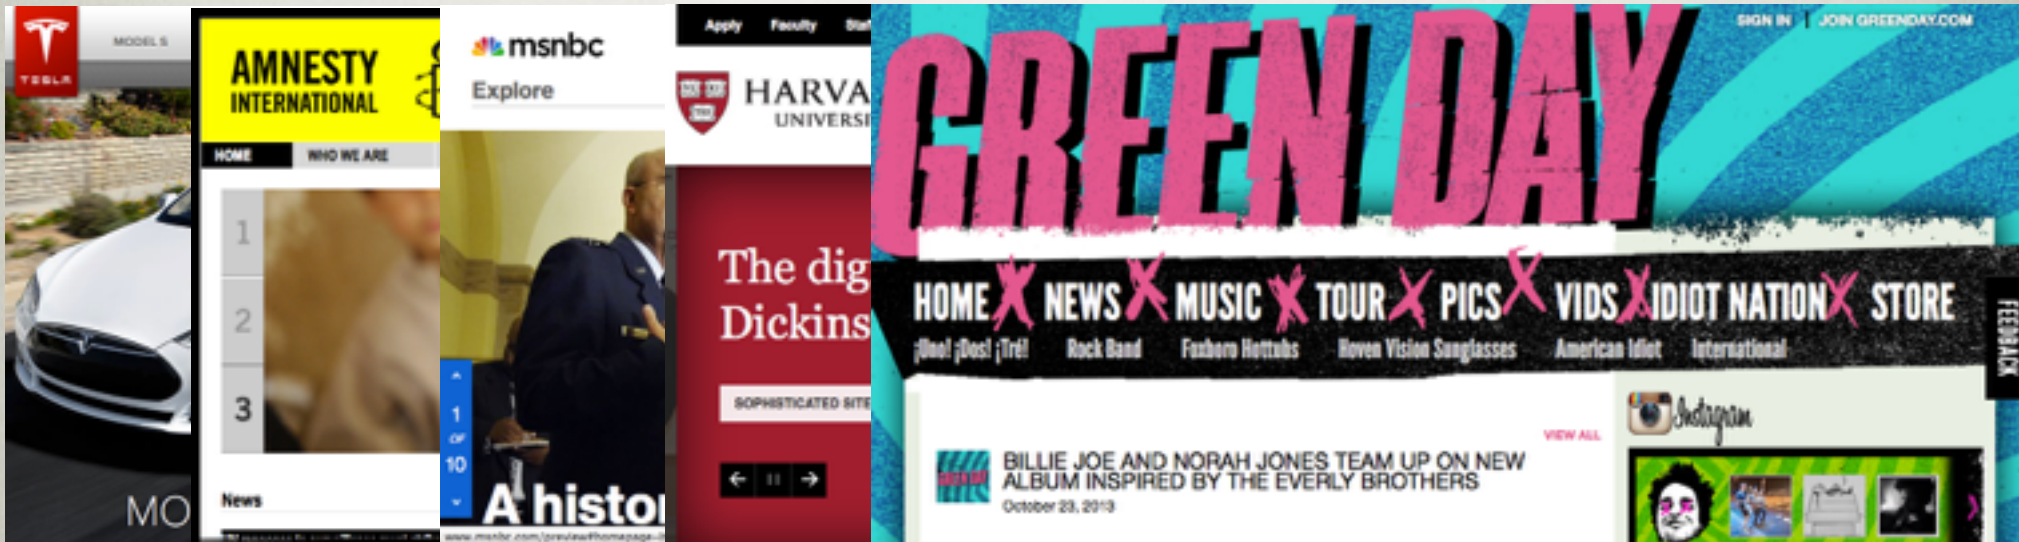 TESLA
MODEL S
MO
AMNESTY
INTERNATIONAL
HOME
WHO WE ARE
1
2
3
News
msnbc
Explore
1
OF
10
A histor
Apply
Faculty
Staf
HARVA
UNIVERSI
The dig
Dickins
SOPHISTICATED SITE
SIGN IN | JOIN GREENDAY.COM
GREEN DAY
HOME NEWS MUSIC TOUR PICS VIDS IDIOT NATION STORE
¡Uno! ¡Dos! ¡Tré! Rock Band Foxboro Hottubs Hoven Vision Sunglasses American Idiot International
FEEDBACK
Instagram
VIEW ALL
BILLIE JOE AND NORAH JONES TEAM UP ON NEW
ALBUM INSPIRED BY THE EVERLY BROTHERS
October 23, 2013